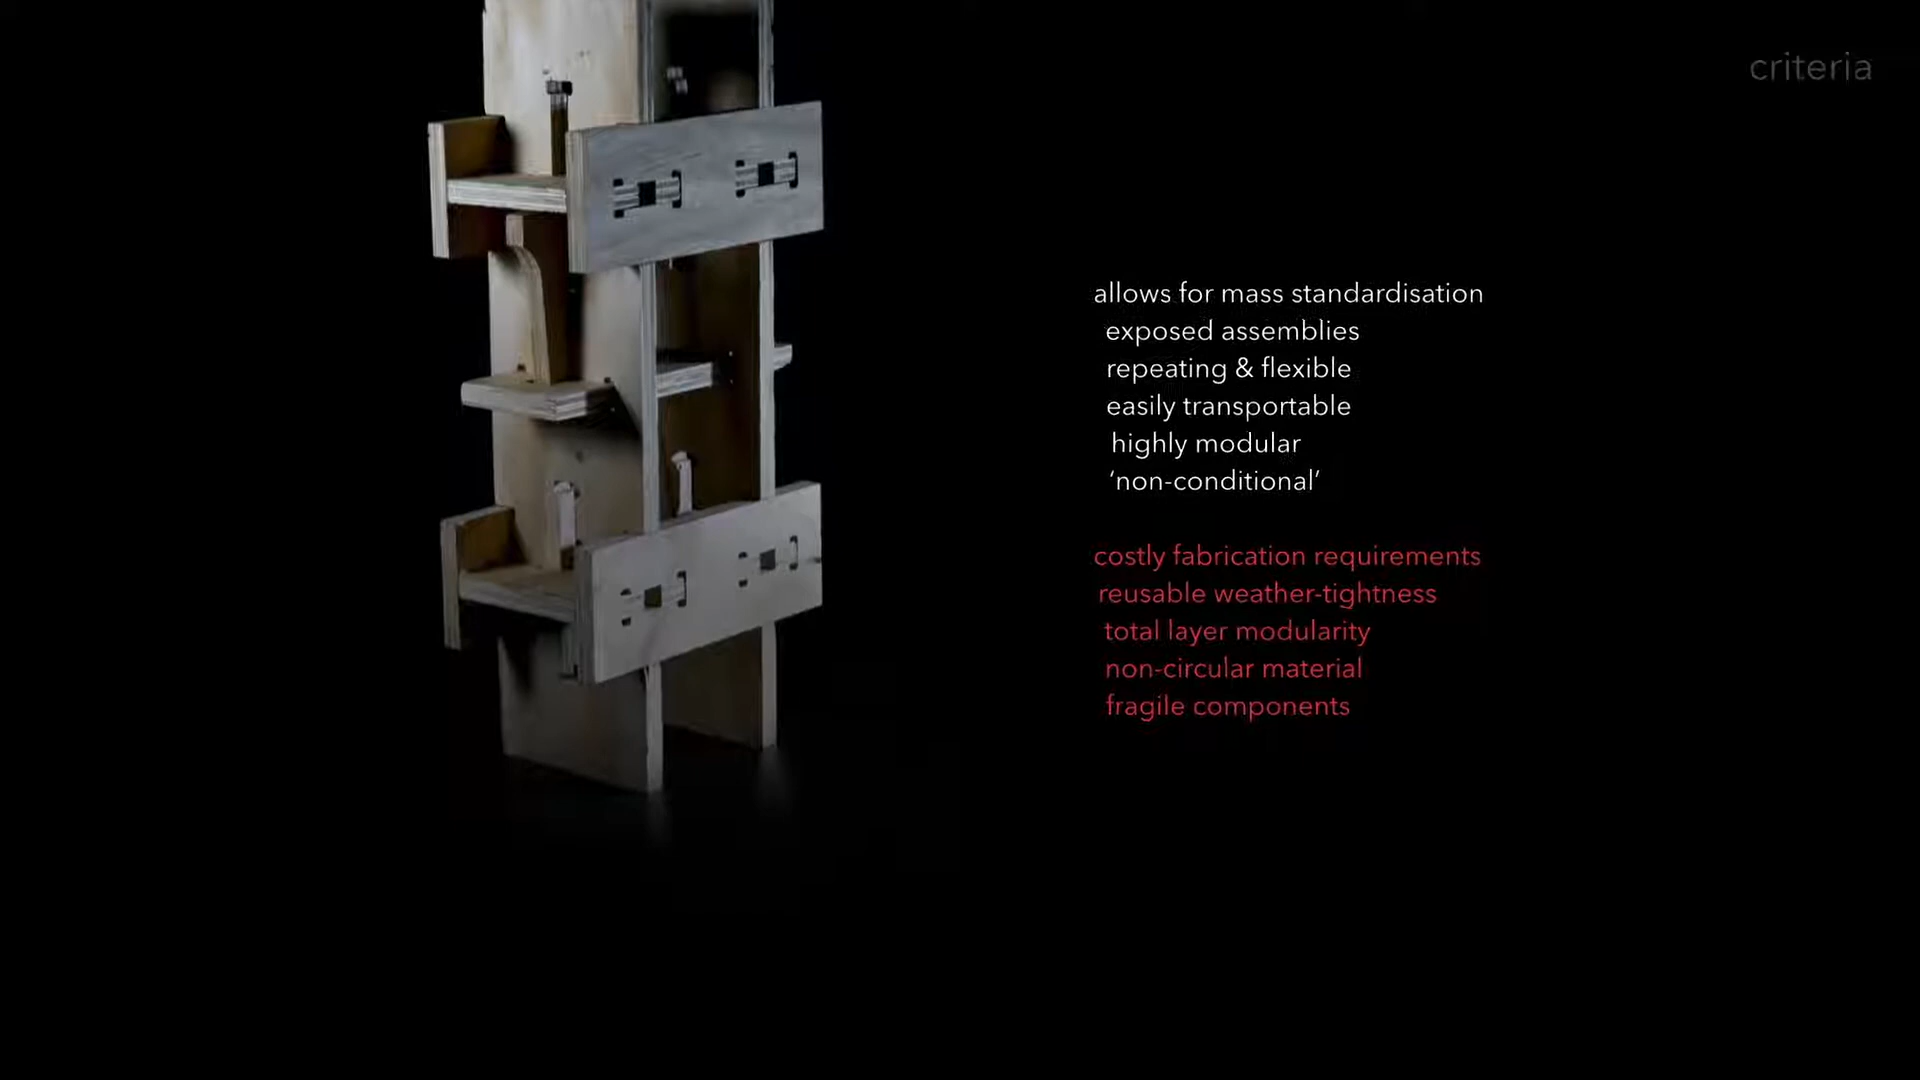 criteria
allows for mass standardisation
exposed assemblies
repeating & flexible
easily transportable
highly modular
‘non-conditional’
costly fabrication requirements
reusable weather-tightness
total layer modularity
non-circular material
fragile components